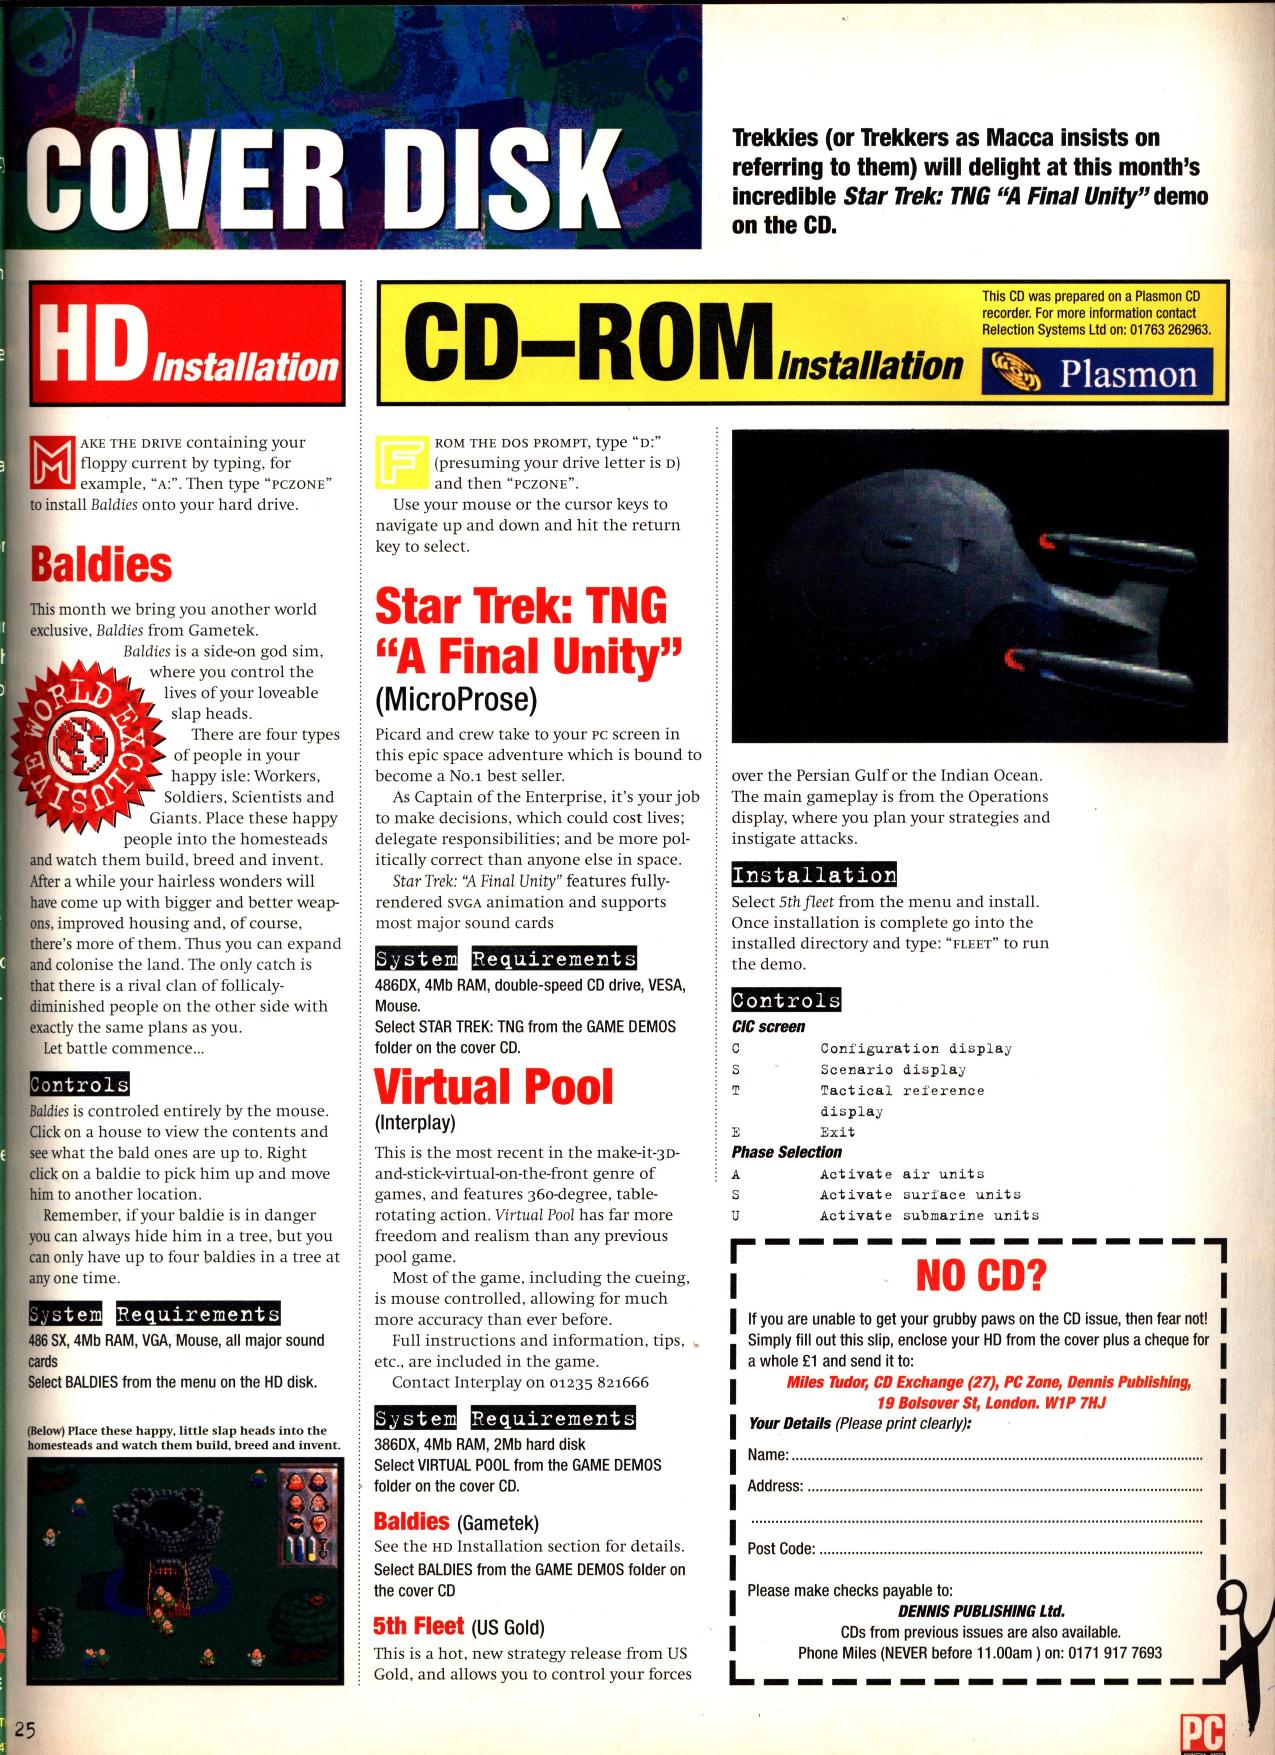 COVER DISK
Trekkies (or Trekkers as Macca insists on
referring to them) will delight at this month's
incredible Star Trek: TNG “A Final Unity” demo
on the CD.
HD Installation
MAKE THE DRIVE containing your
floppy current by typing, for
example, “A:”. Then type “PCZONE”
to install Baldies onto your hard drive.
Baldies
This month we bring you another world
exclusive, Baldies from Gametek.
Baldies is a side-on god sim,
where you control the
lives of your loveable
slap heads.
There are four types
of people in your
happy isle: Workers,
Soldiers, Scientists and
Giants. Place these happy
people into the homesteads
and watch them build, breed and invent.
After a while your hairless wonders will
have come up with bigger and better weap-
ons, improved housing and, of course,
there's more of them. Thus you can expand
and colonise the land. The only catch is
that there is a rival clan of follicaly-
diminished people on the other side with
exactly the same plans as you.
Let battle commence...
WORLD EXCLUSIVE
Controls
Baldies is controled entirely by the mouse.
Click on a house to view the contents and
see what the bald ones are up to. Right
click on a baldie to pick him up and move
him to another location.
Remember, if your baldie is in danger
you can always hide him in a tree, but you
can only have up to four baldies in a tree at
any one time.
System Requirements
486 SX, 4Mb RAM, VGA, Mouse, all major sound
cards
Select BALDIES from the menu on the HD disk.
(Below) Place these happy, little slap heads into the
homesteads and watch them build, breed and invent.
CD–ROM Installation
This CD was prepared on a Plasmon CD
recorder. For more information contact
Relection Systems Ltd on: 01763 262963.
Plasmon
FROM THE DOS PROMPT, type “D:”
(presuming your drive letter is D)
and then “PCZONE”.
Use your mouse or the cursor keys to
navigate up and down and hit the return
key to select.
Star Trek: TNG
“A Final Unity”
(MicroProse)
Picard and crew take to your PC screen in
this epic space adventure which is bound to
become a No.1 best seller.
As Captain of the Enterprise, it's your job
to make decisions, which could cost lives;
delegate responsibilities; and be more pol-
itically correct than anyone else in space.
Star Trek: “A Final Unity” features fully-
rendered SVGA animation and supports
most major sound cards
System Requirements
486DX, 4Mb RAM, double-speed CD drive, VESA,
Mouse.
Select STAR TREK: TNG from the GAME DEMOS
folder on the cover CD.
Virtual Pool
(Interplay)
This is the most recent in the make-it-3D-
and-stick-virtual-on-the-front genre of
games, and features 360-degree, table-
rotating action. Virtual Pool has far more
freedom and realism than any previous
pool game.
Most of the game, including the cueing,
is mouse controlled, allowing for much
more accuracy than ever before.
Full instructions and information, tips,
etc., are included in the game.
Contact Interplay on 01235 821666
System Requirements
386DX, 4Mb RAM, 2Mb hard disk
Select VIRTUAL POOL from the GAME DEMOS
folder on the cover CD.
Baldies (Gametek)
See the HD Installation section for details.
Select BALDIES from the GAME DEMOS folder on
the cover CD
5th Fleet (US Gold)
This is a hot, new strategy release from US
Gold, and allows you to control your forces
over the Persian Gulf or the Indian Ocean.
The main gameplay is from the Operations
display, where you plan your strategies and
instigate attacks.
Installation
Select 5th fleet from the menu and install.
Once installation is complete go into the
installed directory and type: “FLEET” to run
the demo.
Controls
CIC screen
C Configuration display
S Scenario display
T Tactical reference
display
E Exit
Phase Selection
A Activate air units
S Activate surface units
U Activate submarine units
NO CD?
If you are unable to get your grubby paws on the CD issue, then fear not!
Simply fill out this slip, enclose your HD from the cover plus a cheque for
a whole £1 and send it to:
Miles Tudor, CD Exchange (27), PC Zone, Dennis Publishing,
19 Bolsover St, London. W1P 7HJ
Your Details (Please print clearly):
Name:
Address:
Post Code:
Please make checks payable to:
DENNIS PUBLISHING Ltd.
CDs from previous issues are also available.
Phone Miles (NEVER before 11.00am ) on: 0171 917 7693
25
PC